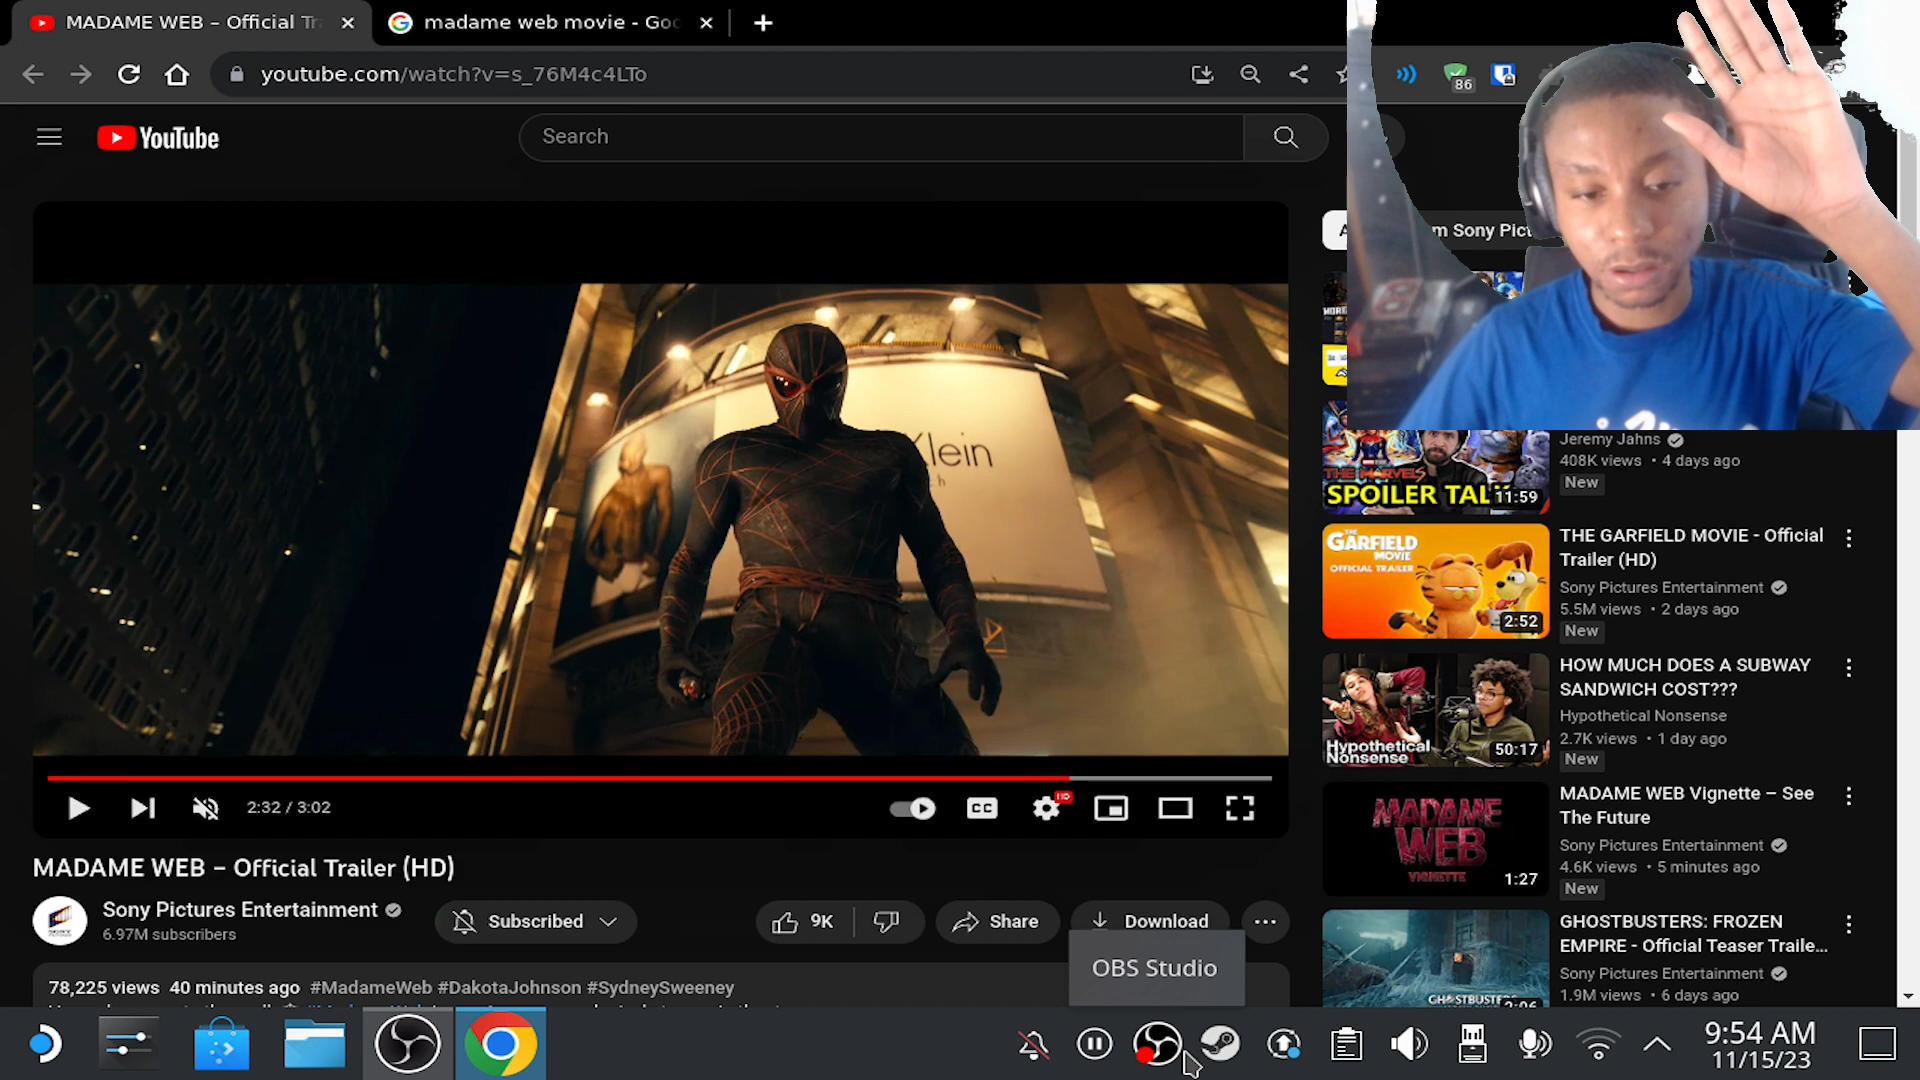 MADAME WEB – Official Tr
madame web movie - Goo
youtube.com/watch?v=s_76M4c4LTo
86
YouTube
Search
A
m Sony Pict
Klein
2:32 / 3:02
CC
HD
MADAME WEB – Official Trailer (HD)
Sony Pictures Entertainment
6.97M subscribers
Subscribed
9K
Share
Download
OBS Studio
78,225 views 40 minutes ago #MadameWeb #DakotaJohnson #SydneySweeney
THE MARVELS
SPOILER TAL
11:59
Jeremy Jahns
408K views • 4 days ago
New
THE
GARFIELD
MOVIE
OFFICIAL TRAILER
2:52
THE GARFIELD MOVIE - Official
Trailer (HD)
Sony Pictures Entertainment
5.5M views • 2 days ago
New
Hypothetical
Nonsense
50:17
HOW MUCH DOES A SUBWAY
SANDWICH COST???
Hypothetical Nonsense
2.7K views • 1 day ago
New
MADAME
WEB
VIGNETTE
1:27
MADAME WEB Vignette – See
The Future
Sony Pictures Entertainment
4.6K views • 5 minutes ago
New
GHOSTBUSTERS
2:06
GHOSTBUSTERS: FROZEN
EMPIRE - Official Teaser Traile...
Sony Pictures Entertainment
1.9M views • 6 days ago
9:54 AM
11/15/23